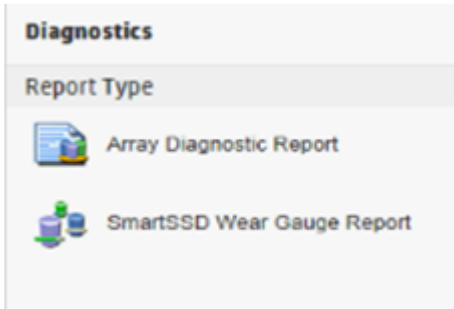 Diagnostics
Report Type
Array Diagnostic Report
SmartSSD Wear Gauge Report